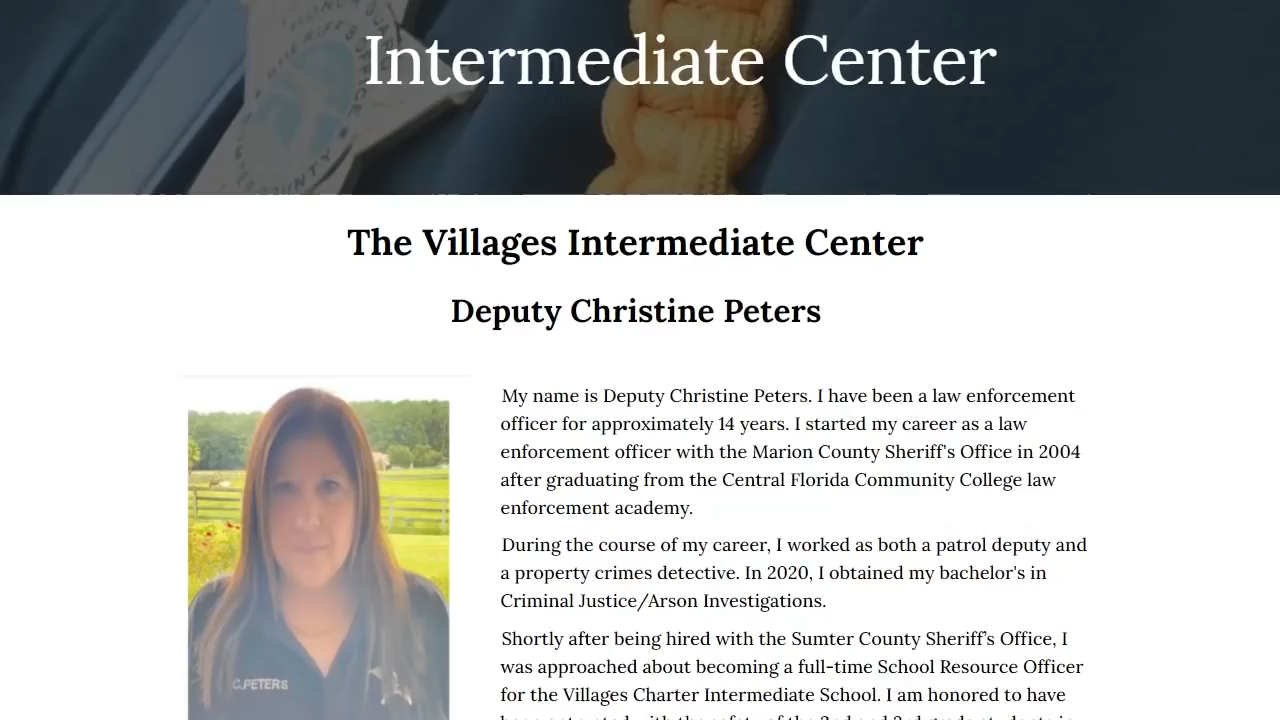 HONOR GUARD
SHERIFF'S OFFICE
COUNTY
Intermediate Center
The Villages Intermediate Center
Deputy Christine Peters
My name is Deputy Christine Peters. I have been a law enforcement
officer for approximately 14 years. I started my career as a law
enforcement officer with the Marion County Sheriff's Office in 2004
after graduating from the Central Florida Community College law
enforcement academy.
During the course of my career, I worked as both a patrol deputy and
a property crimes detective. In 2020, I obtained my bachelor's in
Criminal Justice/Arson Investigations.
Shortly after being hired with the Sumter County Sheriff’s Office, I
was approached about becoming a full-time School Resource Officer
for the Villages Charter Intermediate School. I am honored to have
C.PETERS